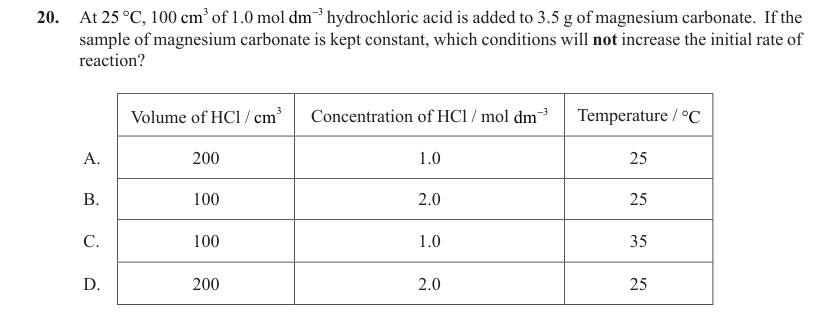 20. At 25 °C, 100 cm³ of 1.0 mol dm⁻³ hydrochloric acid is added to 3.5 g of magnesium carbonate. If the
sample of magnesium carbonate is kept constant, which conditions will not increase the initial rate of
reaction?
Volume of HCl / cm³ Concentration of HCl / mol dm⁻³ Temperature / °C
A. 200 1.0 25
B. 100 2.0 25
C. 100 1.0 35
D. 200 2.0 25